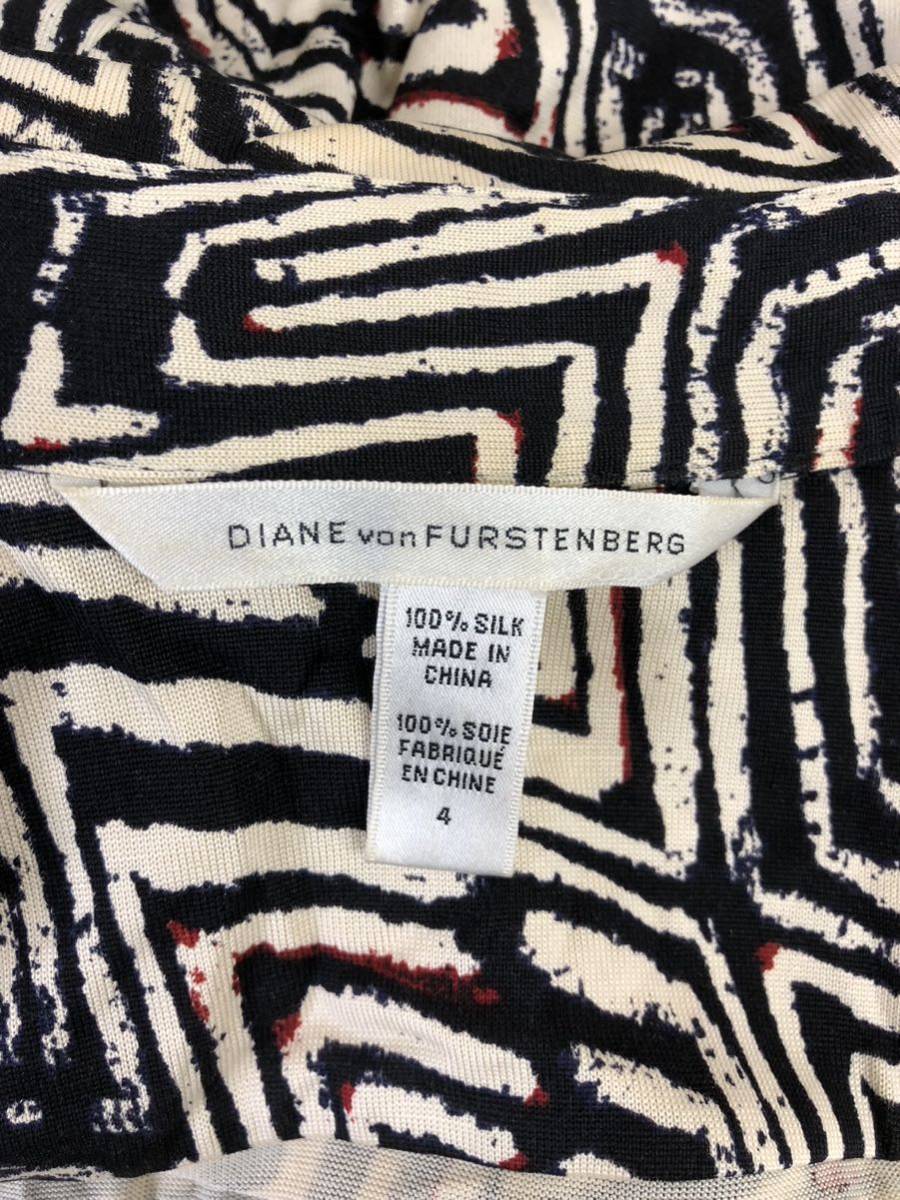 DIANE von FURSTENBERG
100% SILK
MADE IN
CHINA
100% SOIE
FABRIQUÉ
EN CHINE
4